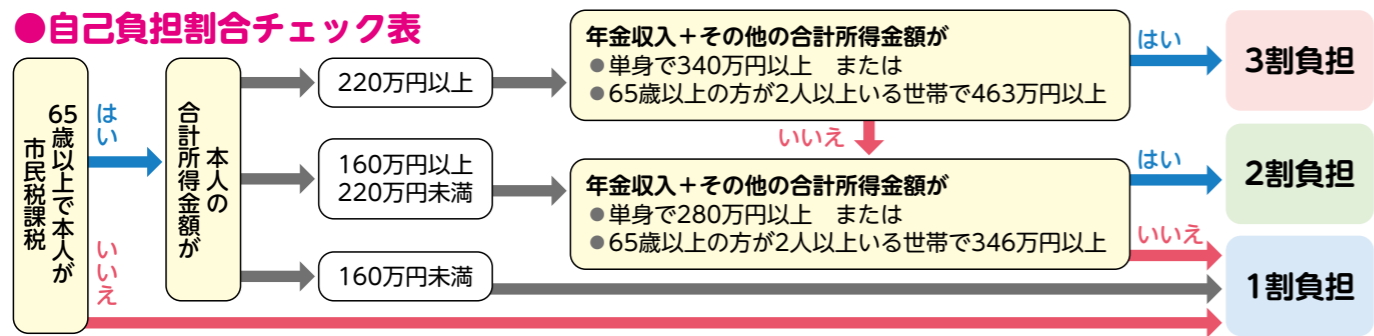 ●自己負担割合チェック表
65歳以上で本人が
市民税課税
はい
いいえ
本人の
合計所得金額が
220万円以上
160万円以上
220万円未満
160万円未満
年金収入＋その他の合計所得金額が
●単身で340万円以上　または
●65歳以上の方が2人以上いる世帯で463万円以上
はい
いいえ
年金収入＋その他の合計所得金額が
●単身で280万円以上　または
●65歳以上の方が2人以上いる世帯で346万円以上
はい
いいえ
3割負担
2割負担
1割負担